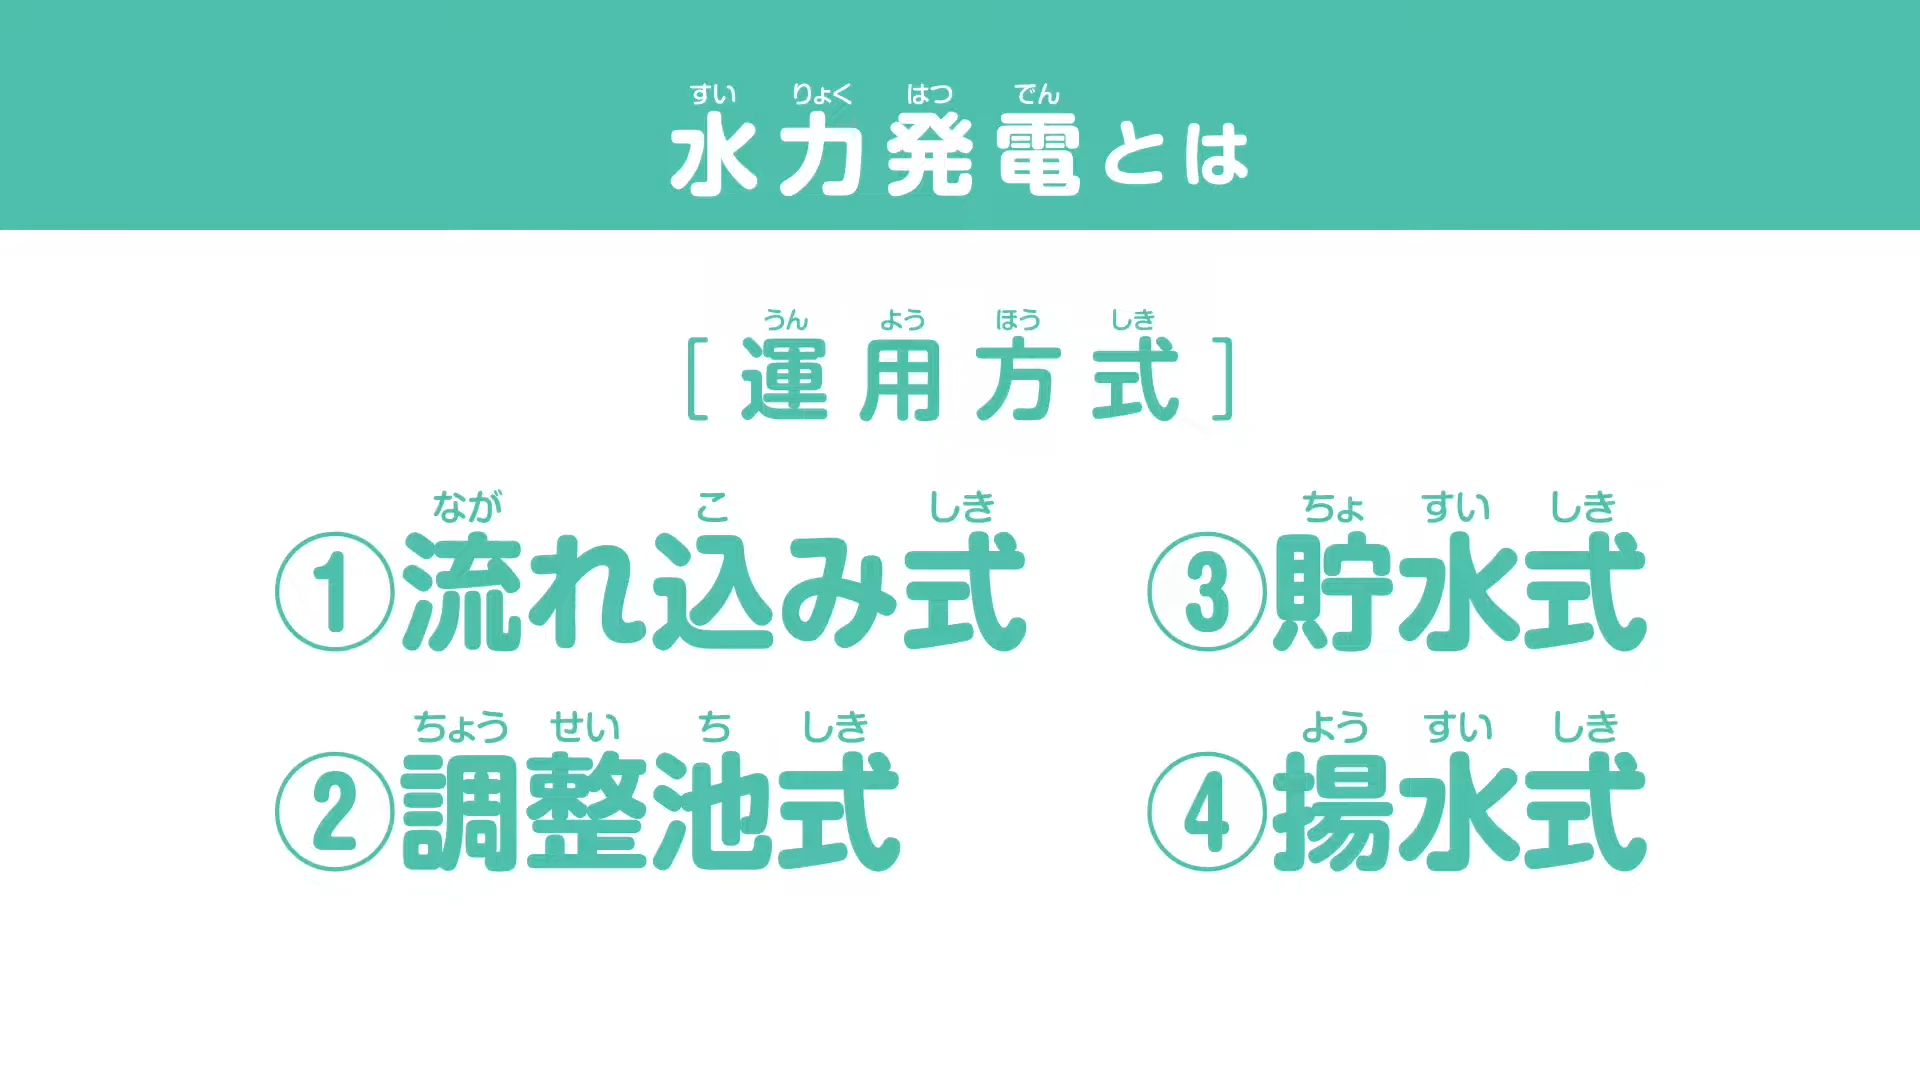 すい りょく はつ でん
水力発電とは
うん よう ほう しき
[運用方式]
なが こ しき
①流れ込み式
ちょう せい ち しき
②調整池式
ちょ すい しき
③貯水式
よう すい しき
④揚水式